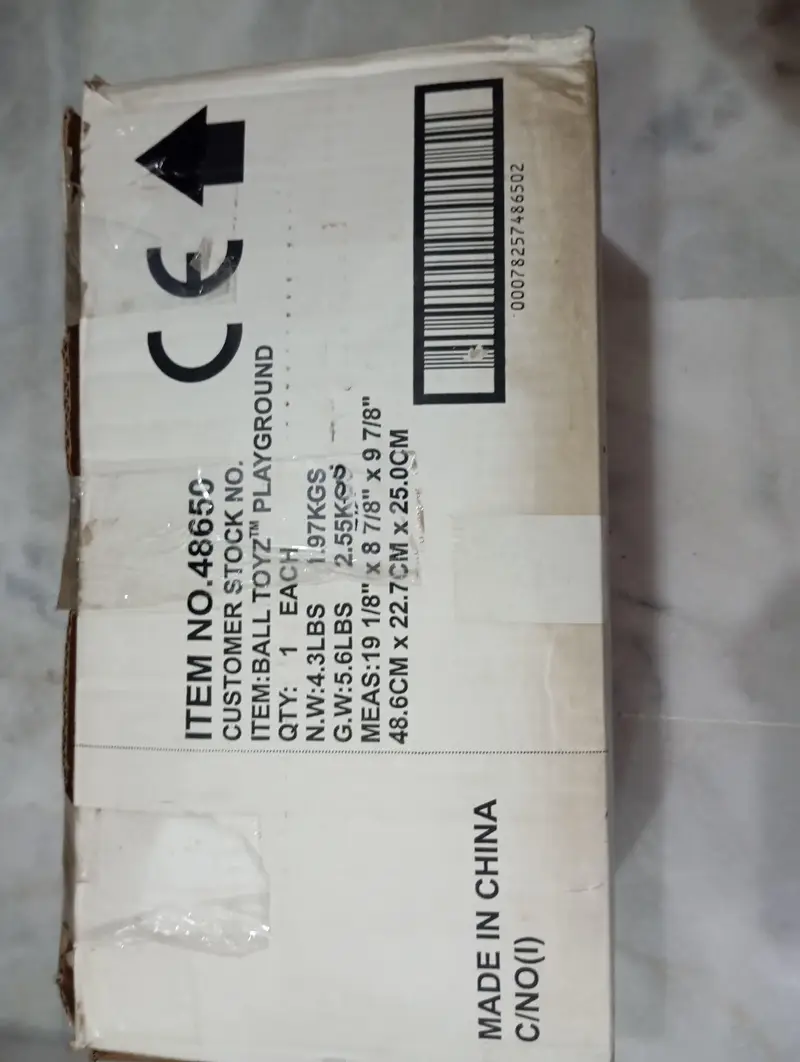 CE
ITEM NO.48650
CUSTOMER STOCK NO.
ITEM:BALL TOYZ™ PLAYGROUND
QTY: 1 EACH
N.W:4.3LBS 1.97KGS
G.W:5.6LBS 2.55KGS
MEAS:19 1/8" x 8 7/8" x 9 7/8"
48.6CM x 22.7CM x 25.0CM
00078257486502
MADE IN CHINA
C/NO(I)